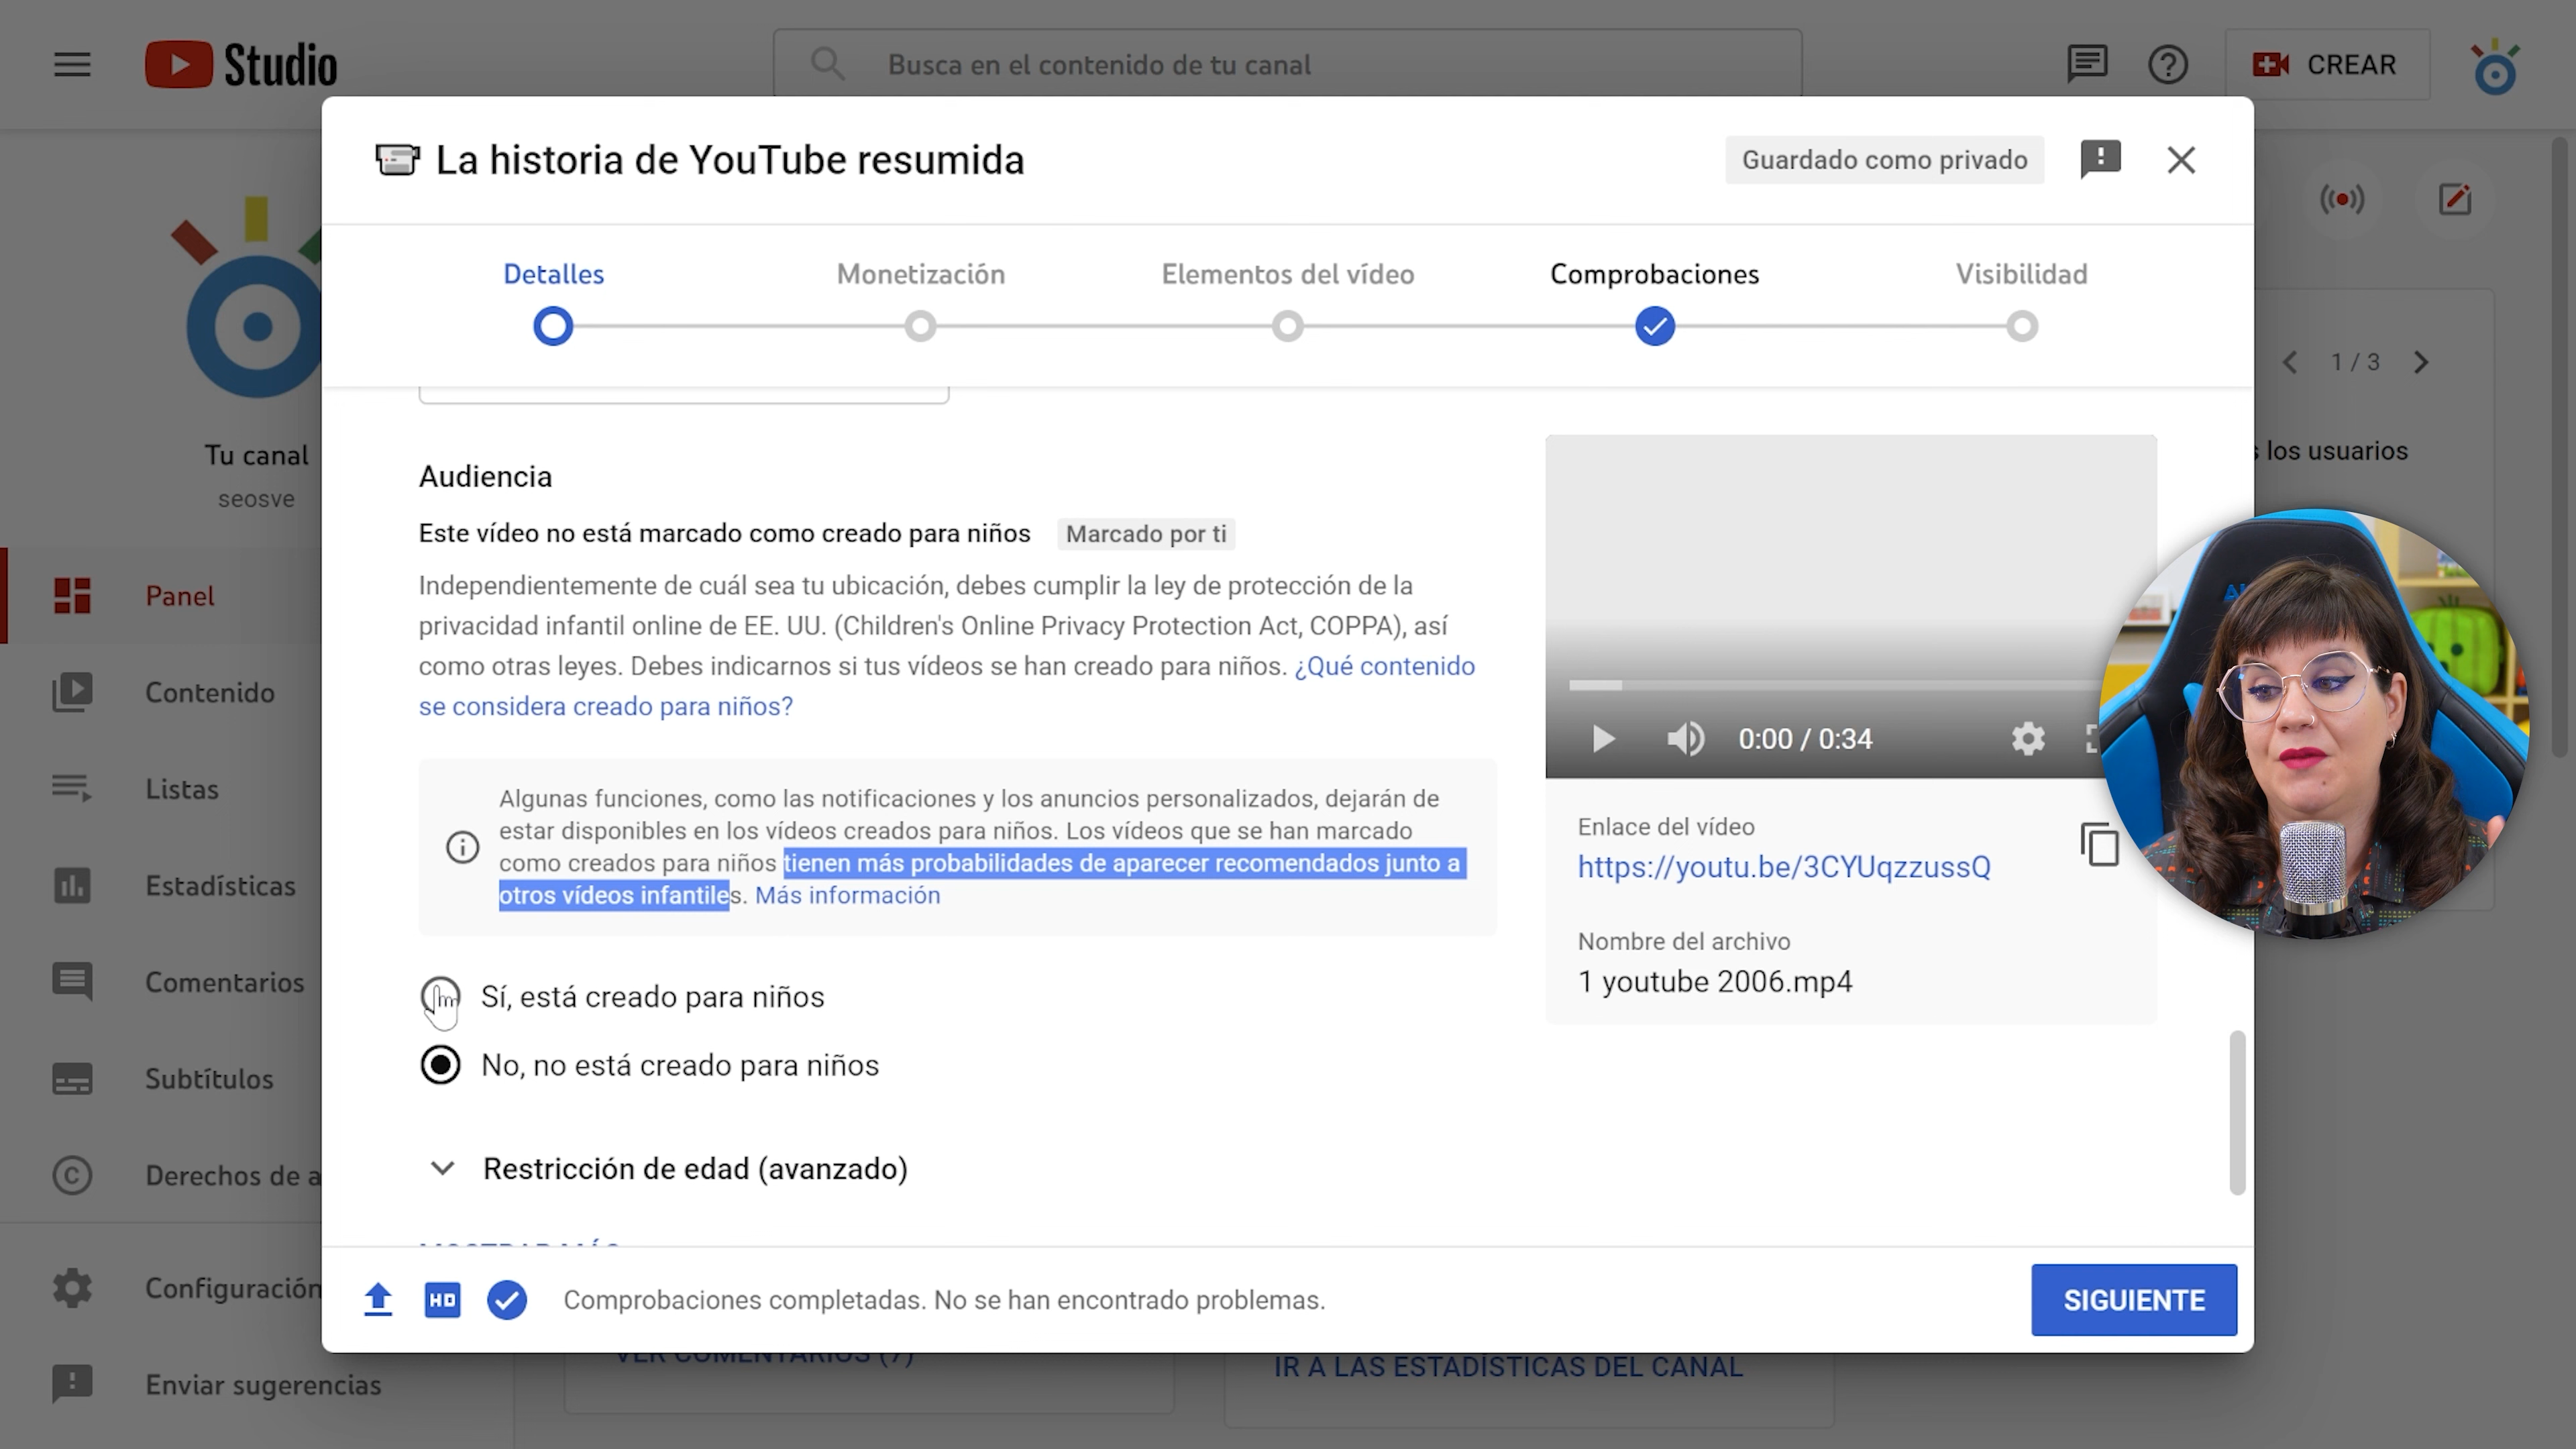 Studio
Busca en el contenido de tu canal
CREAR
📼 La historia de YouTube resumida
Guardado como privado
Detalles
Monetización
Elementos del vídeo
Comprobaciones
Visibilidad
1 / 3
Tu canal
seosve
los usuarios
Panel
Contenido
Listas
Estadísticas
Comentarios
Subtítulos
Derechos de a
Configuración
Enviar sugerencias
Audiencia
Este vídeo no está marcado como creado para niños
Marcado por ti
Independientemente de cuál sea tu ubicación, debes cumplir la ley de protección de la
privacidad infantil online de EE. UU. (Children's Online Privacy Protection Act, COPPA), así
como otras leyes. Debes indicarnos si tus vídeos se han creado para niños. ¿Qué contenido
se considera creado para niños?
Algunas funciones, como las notificaciones y los anuncios personalizados, dejarán de
estar disponibles en los vídeos creados para niños. Los vídeos que se han marcado
como creados para niños tienen más probabilidades de aparecer recomendados junto a
otros vídeos infantiles. Más información
Sí, está creado para niños
No, no está creado para niños
Restricción de edad (avanzado)
0:00 / 0:34
Enlace del vídeo
https://youtu.be/3CYUqzzussQ
Nombre del archivo
1 youtube 2006.mp4
HD
Comprobaciones completadas. No se han encontrado problemas.
SIGUIENTE
VER COMENTARIOS (7)
IR A LAS ESTADÍSTICAS DEL CANAL